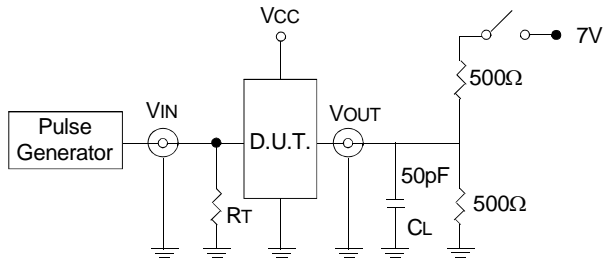 VCC
7V
500Ω
VIN
VOUT
Pulse
Generator
D.U.T.
50pF
RT
CL
500Ω